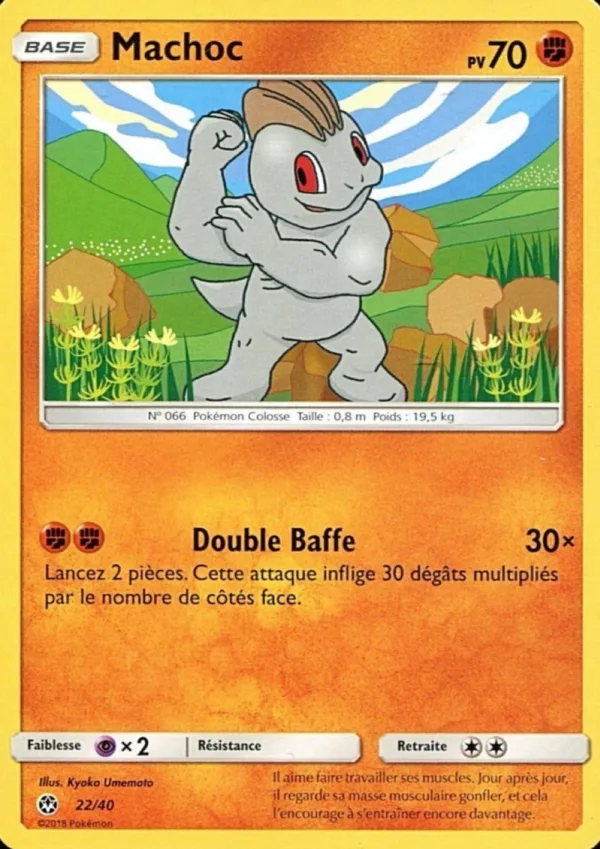 BASE Machoc PV 70
N° 066 Pokémon Colosse Taille : 0,8 m Poids : 19,5 kg
Double Baffe 30×
Lancez 2 pièces. Cette attaque inflige 30 dégâts multipliés
par le nombre de côtés face.
Faiblesse × 2 Résistance Retraite
Illus. Kyoko Umemoto
22/40
©2018 Pokémon
Il aime faire travailler ses muscles. Jour après jour,
il regarde sa masse musculaire gonfler, et cela
l'encourage à s'entraîner encore davantage.